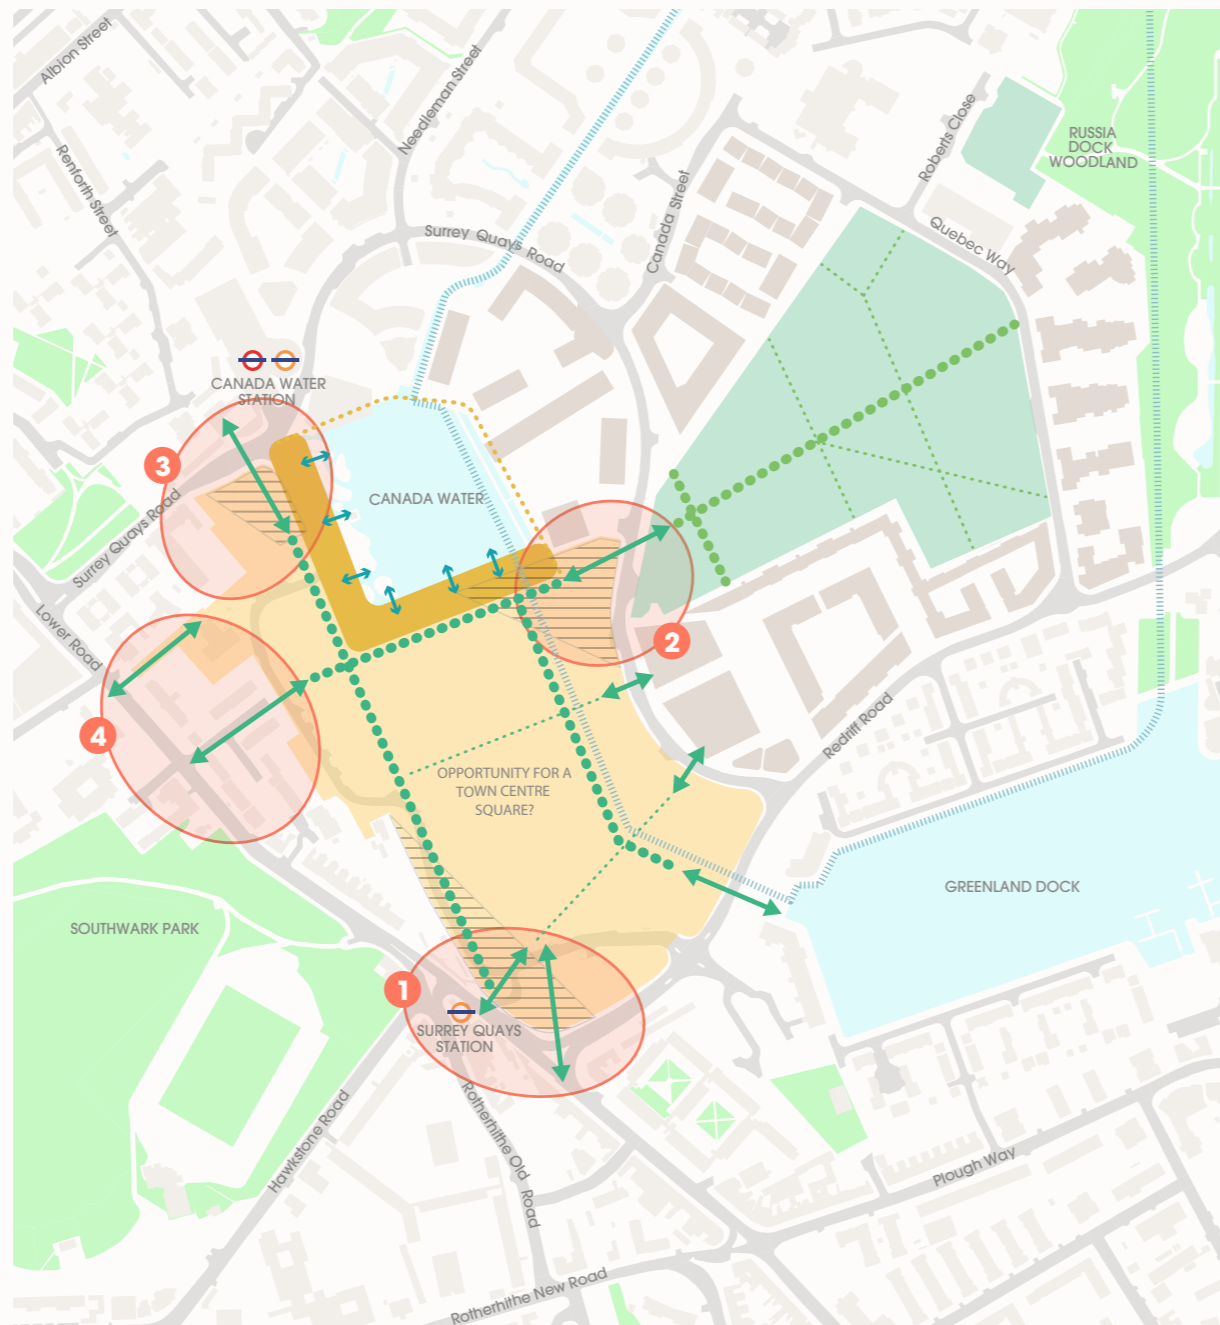 Albion Street
Needleman Street
Renforth Street
Roberts Close
RUSSIA
DOCK
WOODLAND
Canada Street
Surrey Quays Road
Quebec Way
CANADA WATER
STATION
3
CANADA WATER
Surrey Quays Road
Lower Road
2
4
Redriff Road
OPPORTUNITY FOR A
TOWN CENTRE
SQUARE?
GREENLAND DOCK
SOUTHWARK PARK
1
SURREY QUAYS
STATION
Hawkstone Road
Rotherhithe Old Road
Plough Way
Rotherhithe New Road